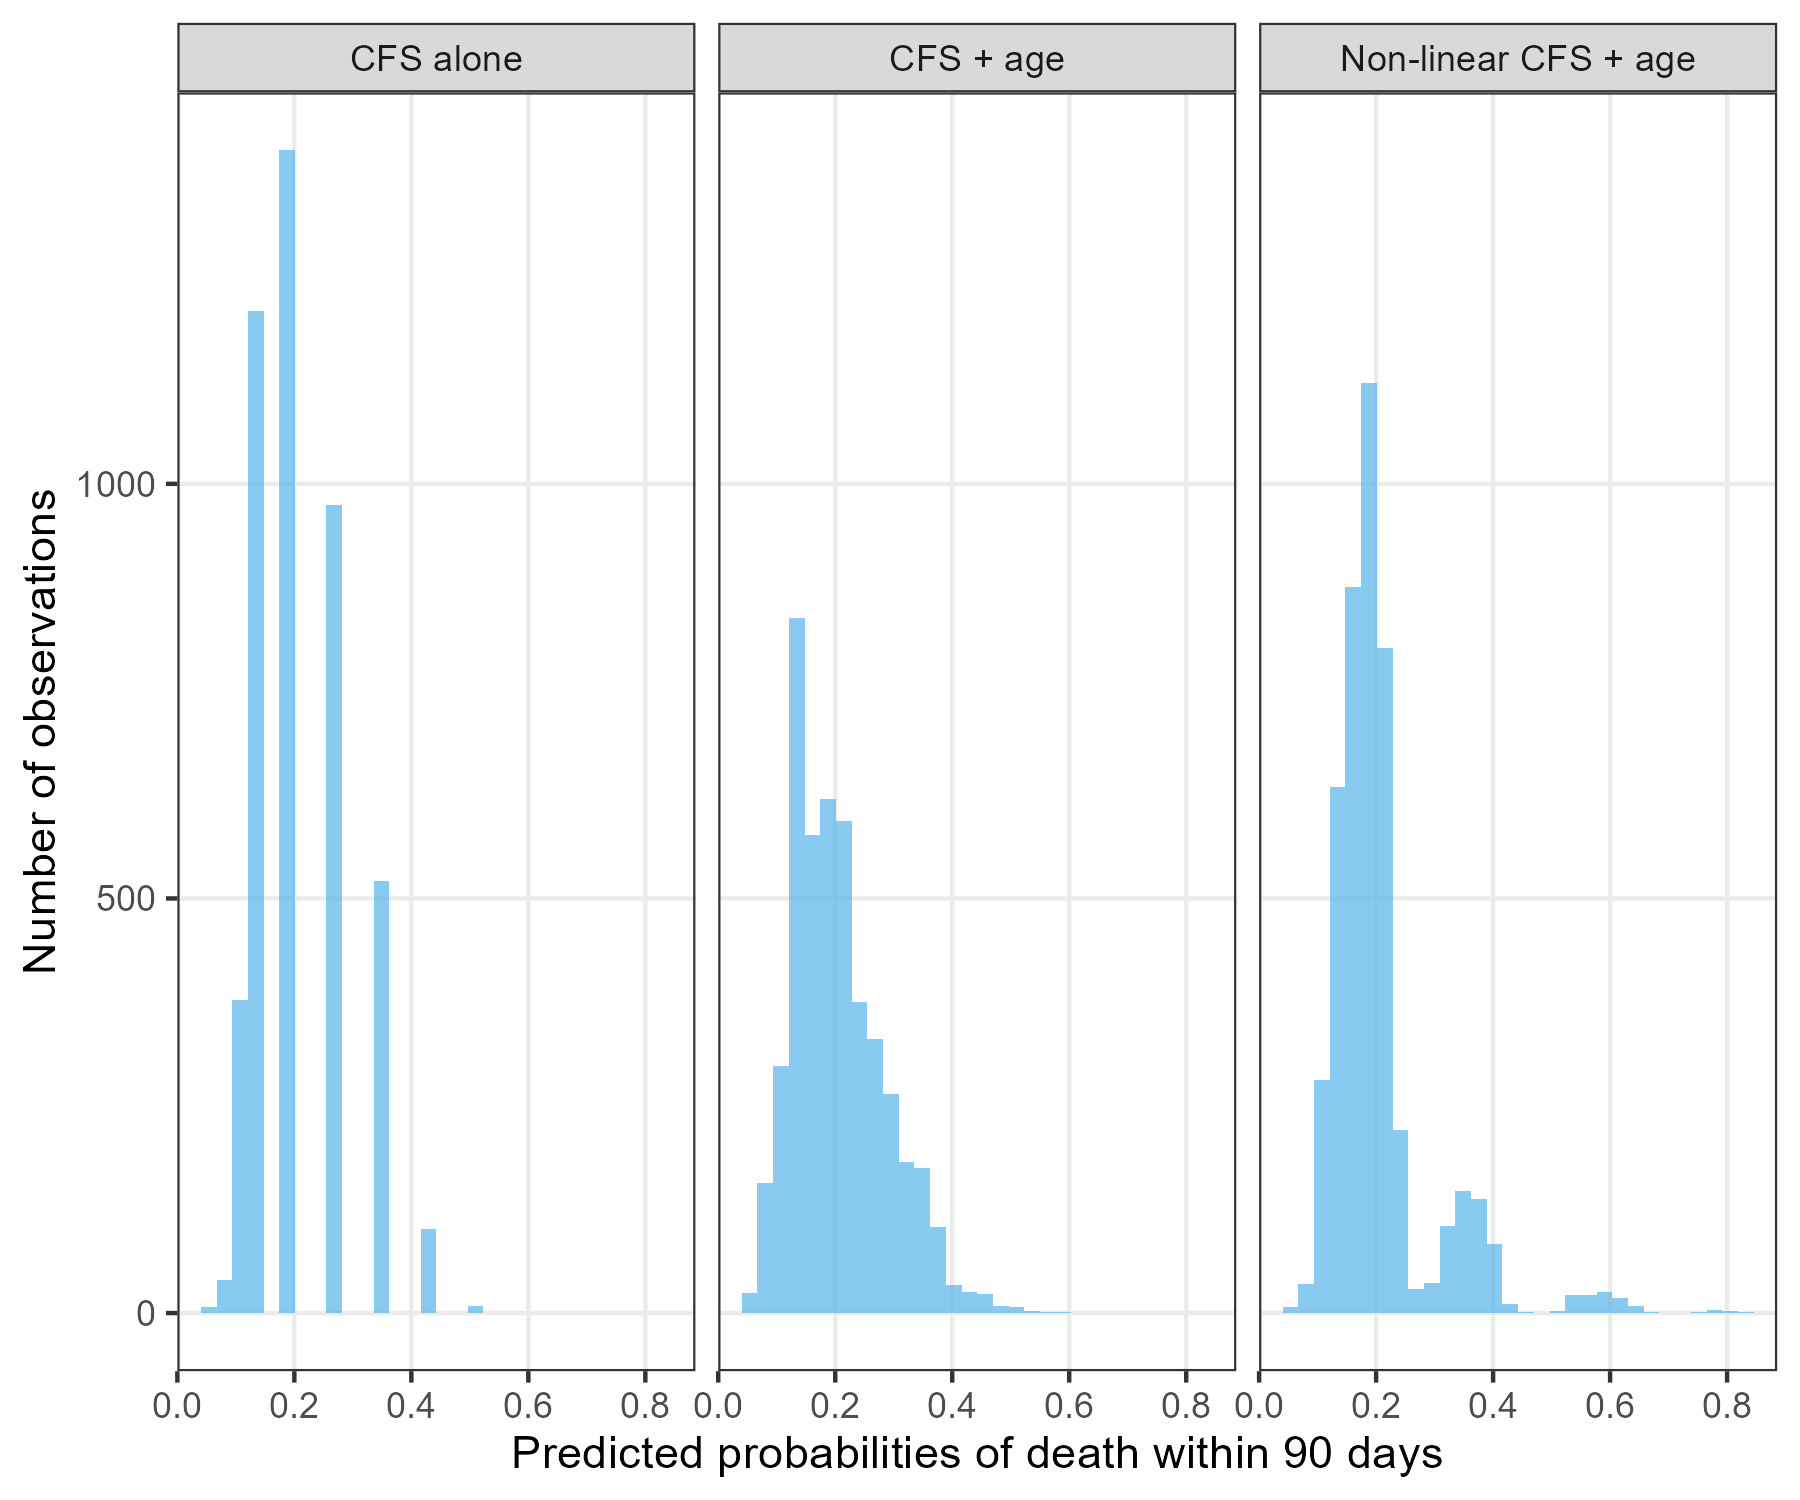 CFS alone
CFS + age
Non-linear CFS + age
Number of observations
1000
500
0
0.0 0.2 0.4 0.6 0.8
0.0 0.2 0.4 0.6 0.8
0.0 0.2 0.4 0.6 0.8
Predicted probabilities of death within 90 days